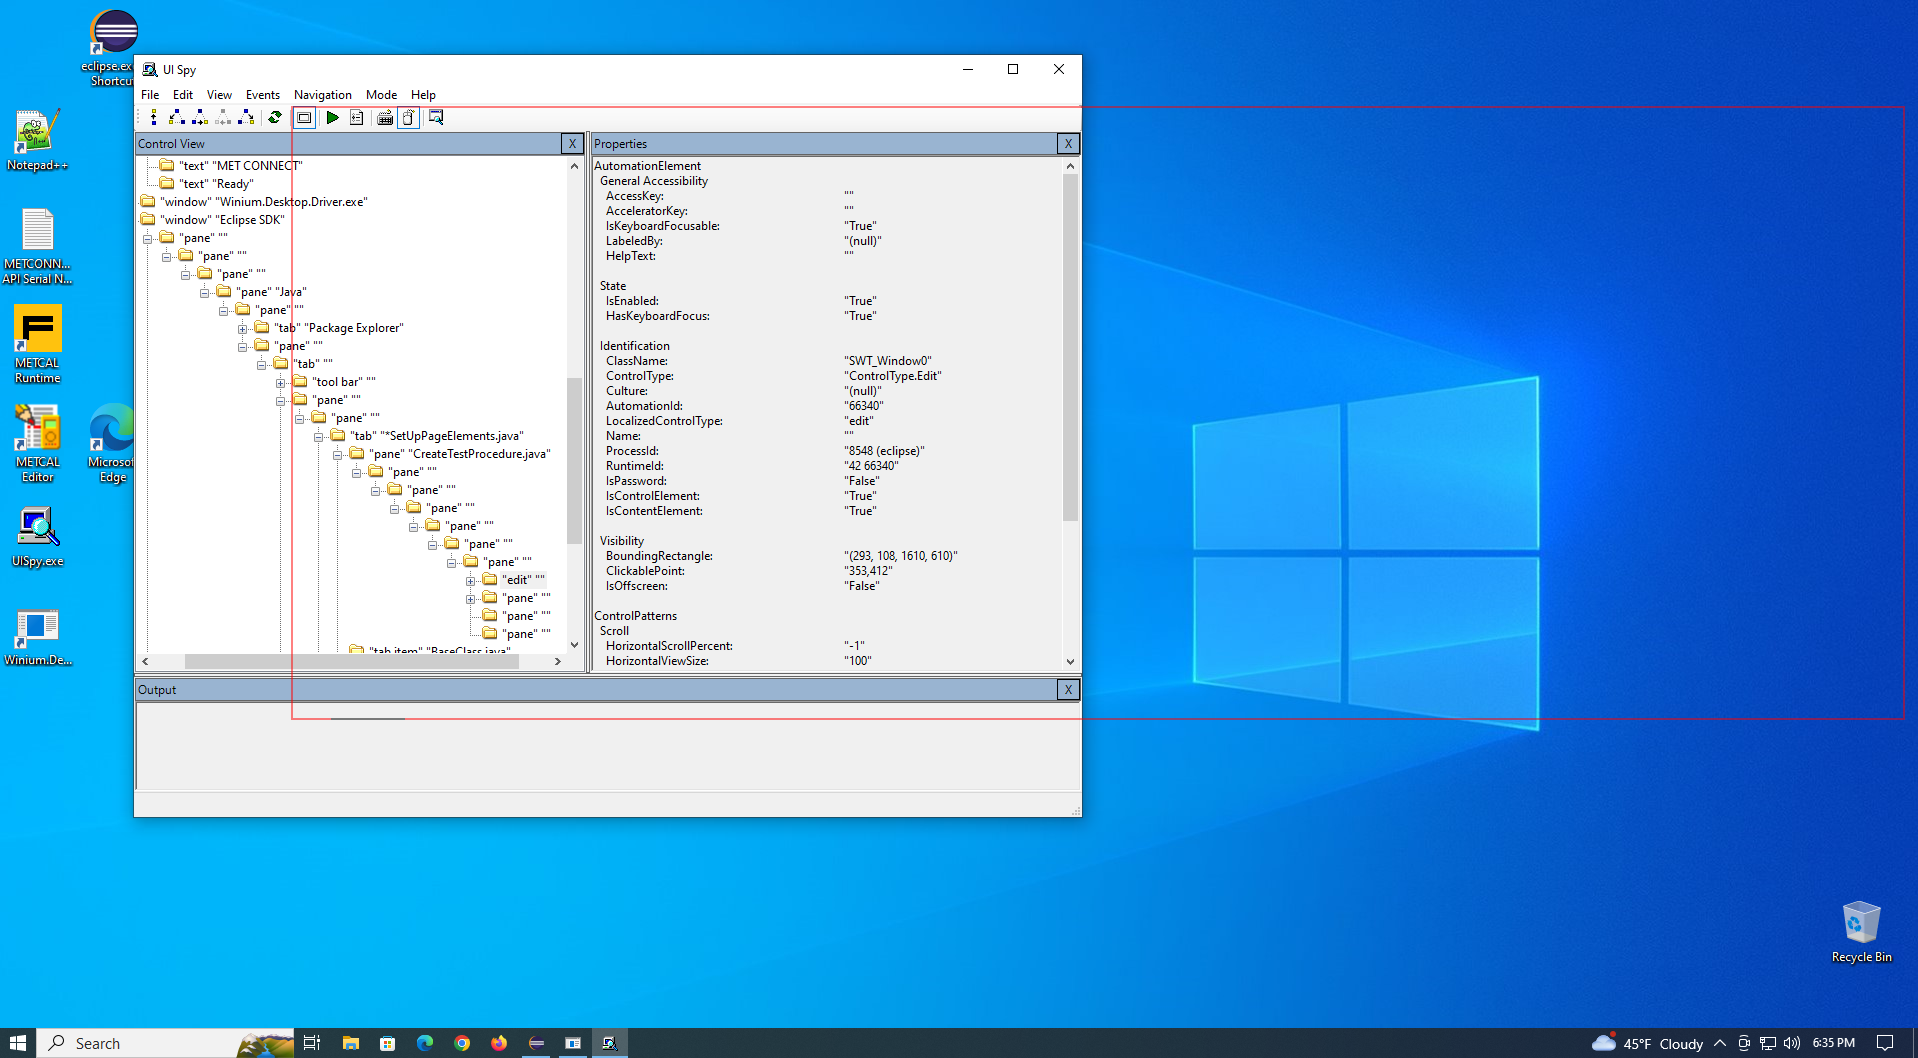 eclipse.exe
Shortcut
Notepad++
METCONN...
API Serial N...
METCAL
Runtime
METCAL
Editor
Microsof
Edge
UISpy.exe
Winium.De...
Recycle Bin
UI Spy
File Edit View Events Navigation Mode Help
Control View X
"text" "MET CONNECT"
"text" "Ready"
"window" "Winium.Desktop.Driver.exe"
"window" "Eclipse SDK"
"pane" ""
"pane" ""
"pane" ""
"pane" "Java"
"pane" ""
"tab" "Package Explorer"
"pane" ""
"tab" ""
"tool bar" ""
"pane" ""
"pane" ""
"tab" "*SetUpPageElements.java"
"pane" "CreateTestProcedure.java"
"pane" ""
"pane" ""
"pane" ""
"pane" ""
"pane" ""
"pane" ""
"edit" ""
"pane" ""
"pane" ""
"pane" ""
"tab item" "BaseClass.java"
Properties X
AutomationElement
General Accessibility
AccessKey: ""
AcceleratorKey: ""
IsKeyboardFocusable: "True"
LabeledBy: "(null)"
HelpText: ""
State
IsEnabled: "True"
HasKeyboardFocus: "True"
Identification
ClassName: "SWT_Window0"
ControlType: "ControlType.Edit"
Culture: "(null)"
AutomationId: "66340"
LocalizedControlType: "edit"
Name: ""
ProcessId: "8548 (eclipse)"
RuntimeId: "42 66340"
IsPassword: "False"
IsControlElement: "True"
IsContentElement: "True"
Visibility
BoundingRectangle: "(293, 108, 1610, 610)"
ClickablePoint: "353,412"
IsOffscreen: "False"
ControlPatterns
Scroll
HorizontalScrollPercent: "-1"
HorizontalViewSize: "100"
Output X
Search
45°F Cloudy
6:35 PM